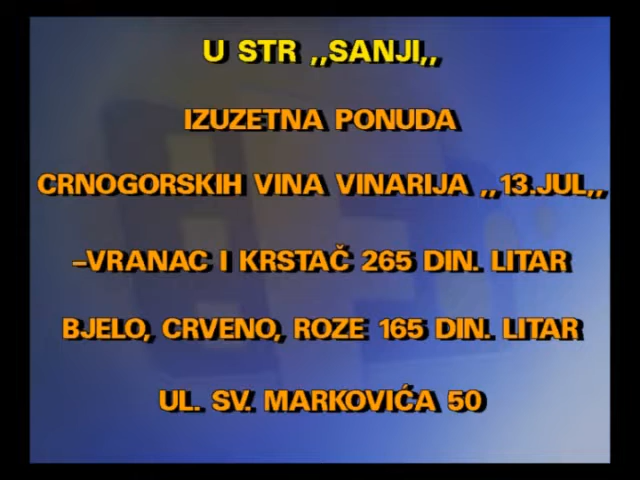 U STR ,,SANJI,,
IZUZETNA PONUDA
CRNOGORSKIH VINA VINARIJA ,,13.JUL,,
–VRANAC I KRSTAČ 265 DIN. LITAR
BJELO, CRVENO, ROZE 165 DIN. LITAR
UL. SV. MARKOVIĆA 50